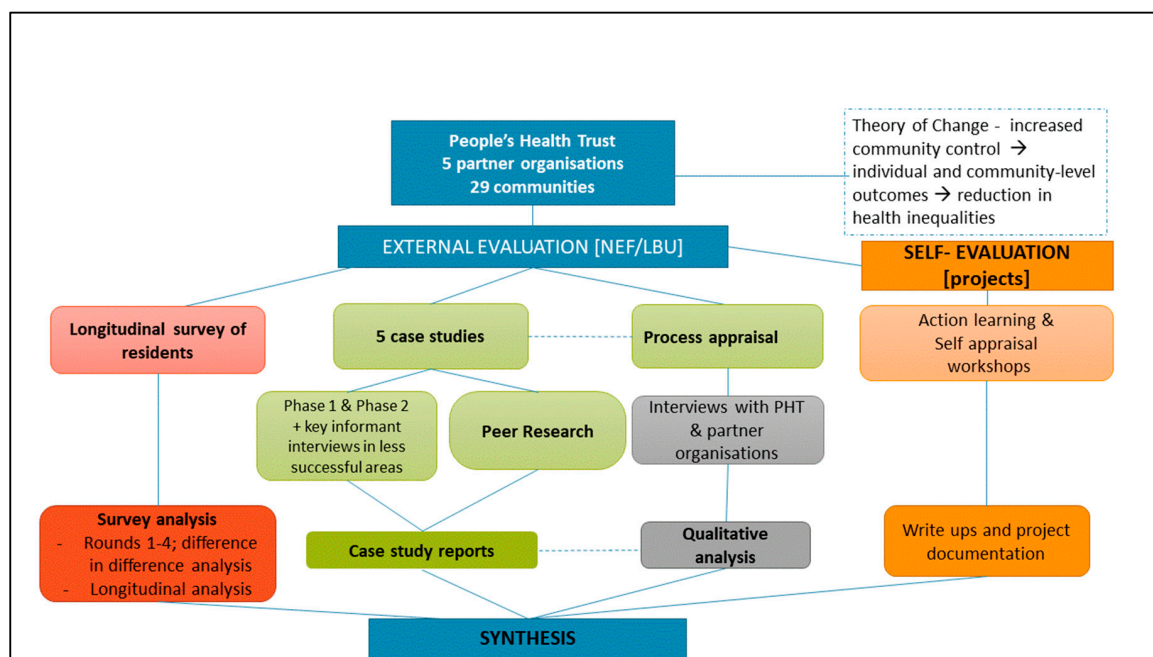 People's Health Trust
5 partner organisations
29 communities
Theory of Change - increased
community control →
individual and community-level
outcomes → reduction in
health inequalities
EXTERNAL EVALUATION [NEF/LBU]
SELF- EVALUATION
[projects]
Longitudinal survey of
residents
5 case studies
Process appraisal
Action learning &
Self appraisal
workshops
Phase 1 & Phase 2
+ key informant
interviews in less
successful areas
Peer Research
Interviews with PHT
& partner
organisations
Survey analysis
- Rounds 1-4; difference
in difference analysis
- Longitudinal analysis
Case study reports
Qualitative
analysis
Write ups and project
documentation
SYNTHESIS